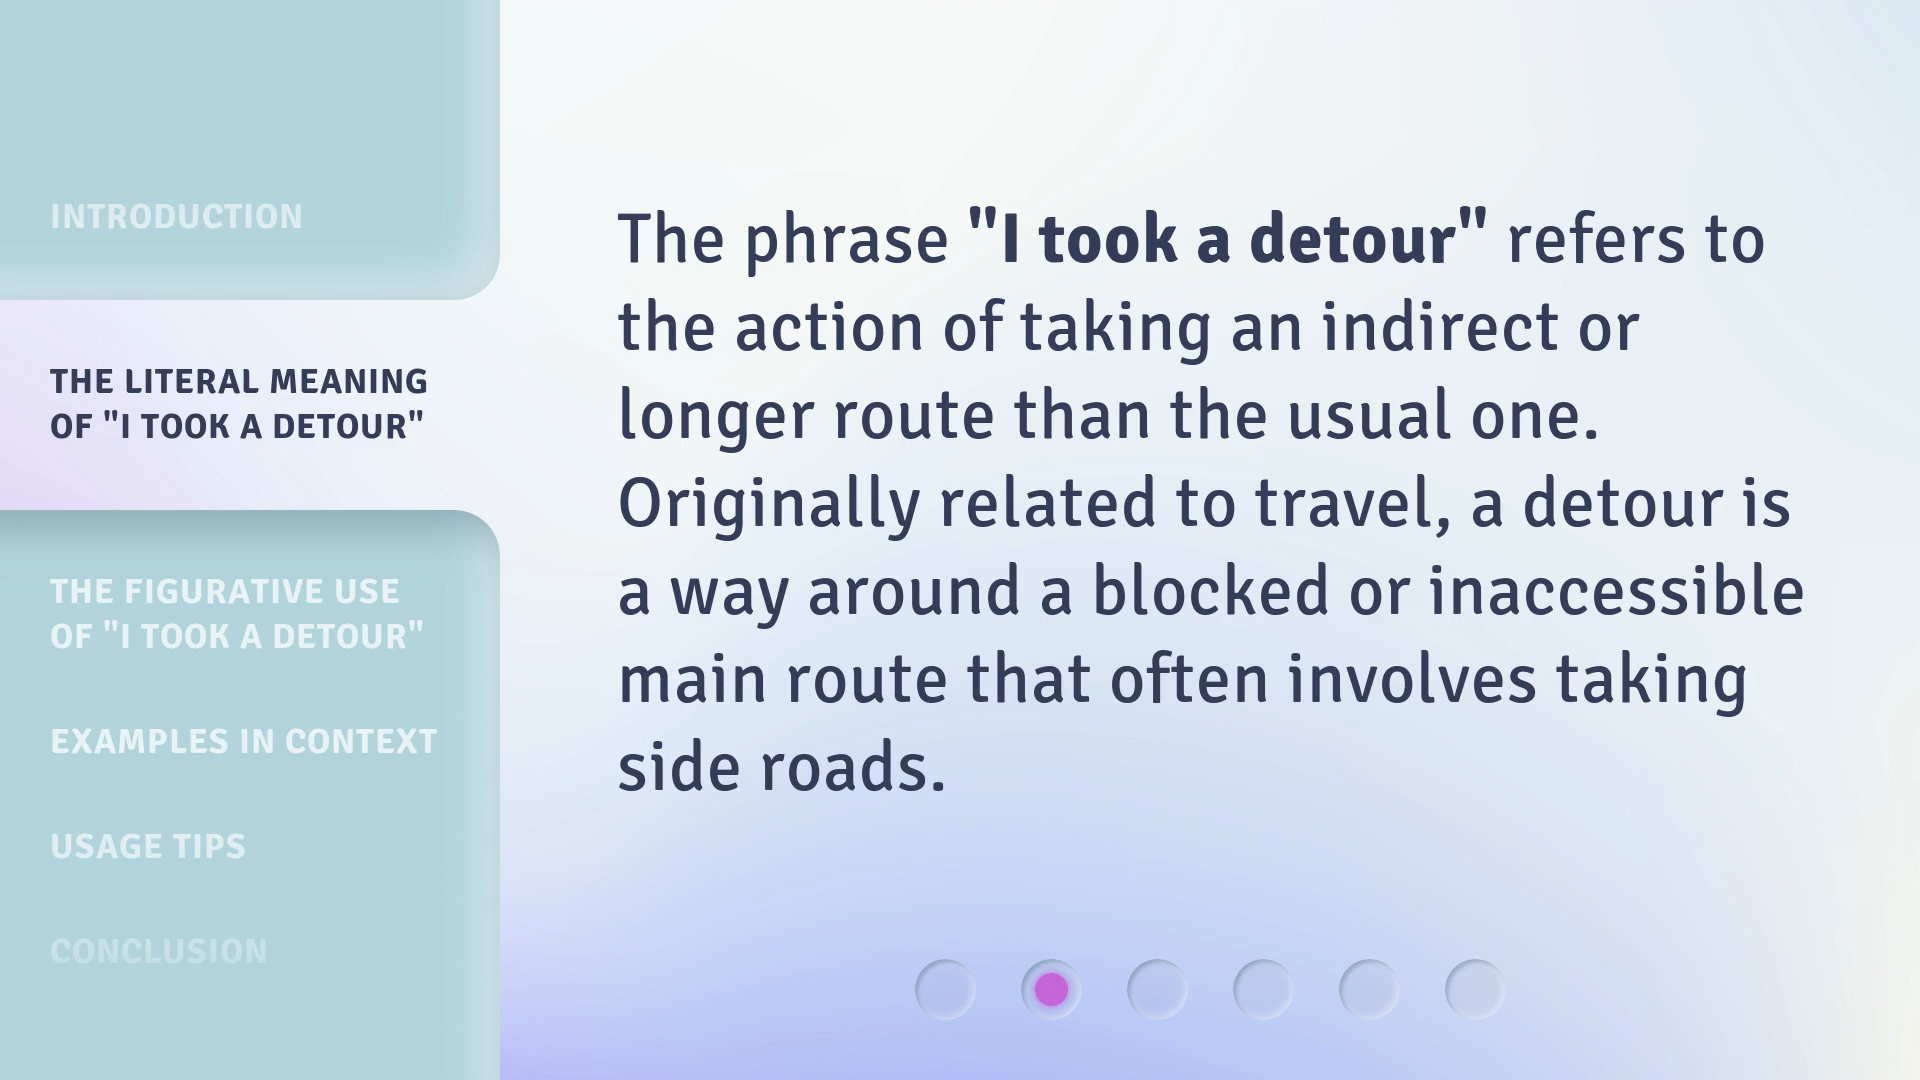 INTRODUCTION
THE LITERAL MEANING
OF "I TOOK A DETOUR"
THE FIGURATIVE USE
OF "I TOOK A DETOUR"
EXAMPLES IN CONTEXT
USAGE TIPS
CONCLUSION
The phrase "I took a detour" refers to
the action of taking an indirect or
longer route than the usual one.
Originally related to travel, a detour is
a way around a blocked or inaccessible
main route that often involves taking
side roads.